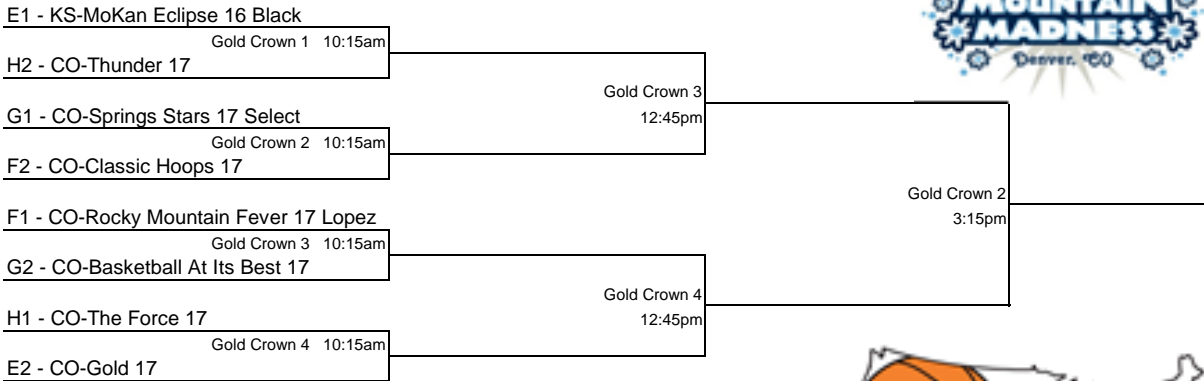 E1 - KS-MoKan Eclipse 16 Black
Gold Crown 1 10:15am
H2 - CO-Thunder 17
G1 - CO-Springs Stars 17 Select
Gold Crown 2 10:15am
F2 - CO-Classic Hoops 17
F1 - CO-Rocky Mountain Fever 17 Lopez
Gold Crown 3 10:15am
G2 - CO-Basketball At Its Best 17
H1 - CO-The Force 17
Gold Crown 4 10:15am
E2 - CO-Gold 17
Gold Crown 3
12:45pm
Gold Crown 4
12:45pm
Gold Crown 2
3:15pm
MOUNTAIN
MADNESS
Denver, CO